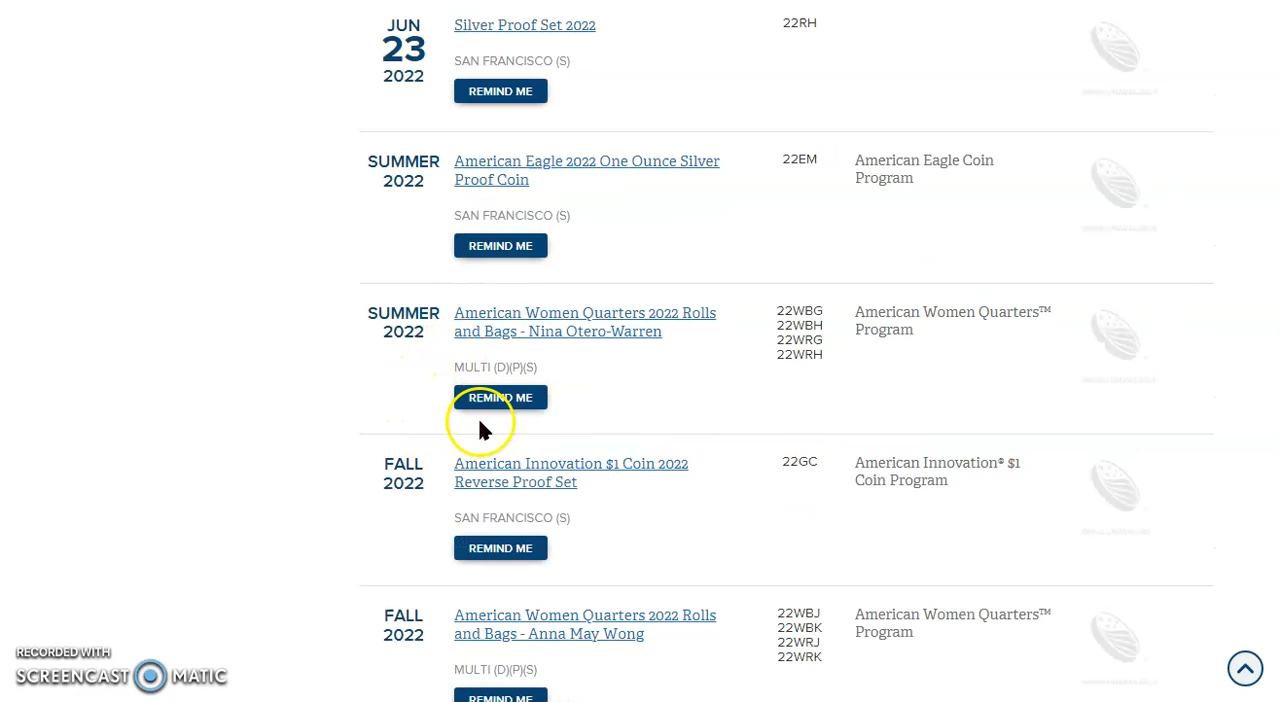 JUN
23
2022
Silver Proof Set 2022
SAN FRANCISCO (S)
REMIND ME
22RH
SUMMER
2022
American Eagle 2022 One Ounce Silver
Proof Coin
SAN FRANCISCO (S)
REMIND ME
22EM
American Eagle Coin
Program
SUMMER
2022
American Women Quarters 2022 Rolls
and Bags - Nina Otero-Warren
MULTI (D)(P)(S)
REMIND ME
22WBG
22WBH
22WRG
22WRH
American Women Quarters™
Program
FALL
2022
American Innovation $1 Coin 2022
Reverse Proof Set
SAN FRANCISCO (S)
REMIND ME
22GC
American Innovation® $1
Coin Program
FALL
2022
American Women Quarters 2022 Rolls
and Bags - Anna May Wong
MULTI (D)(P)(S)
REMIND ME
22WBJ
22WBK
22WRJ
22WRK
American Women Quarters™
Program
RECORDED WITH
SCREENCAST MATIC